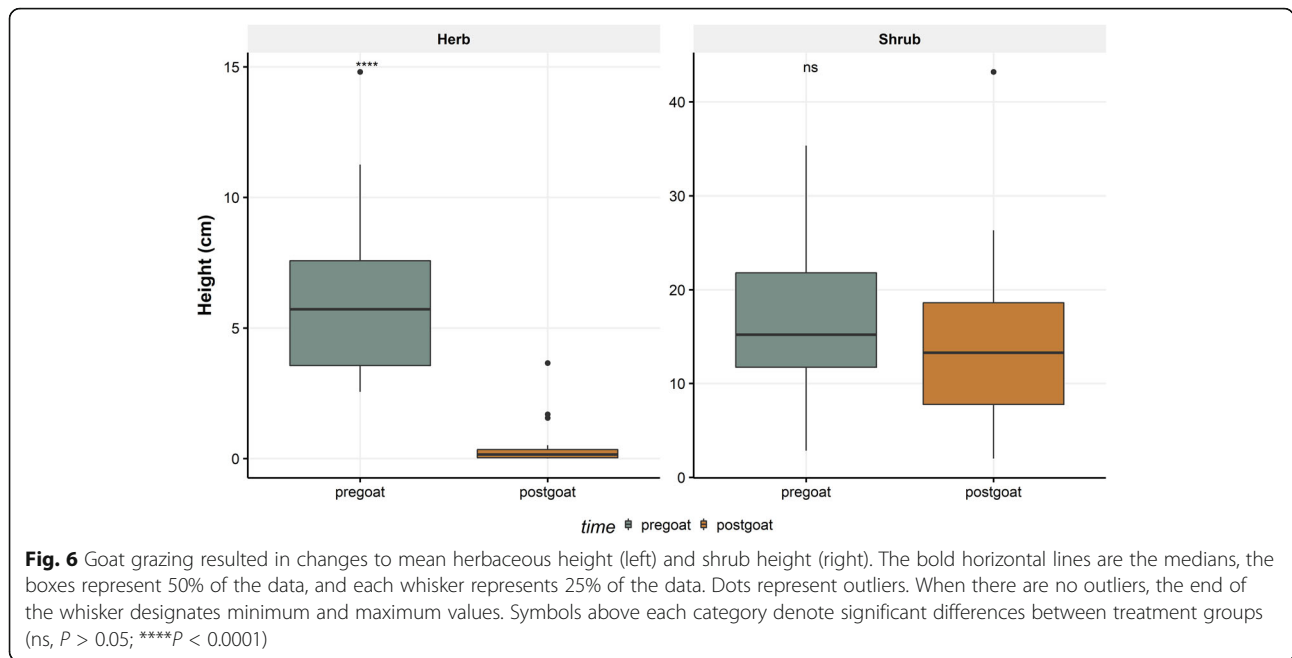 Herb
Shrub
****
ns
Height (cm)
15
10
5
0
40
30
20
10
0
pregoat
postgoat
pregoat
postgoat
time pregoat postgoat
Fig. 6 Goat grazing resulted in changes to mean herbaceous height (left) and shrub height (right). The bold horizontal lines are the medians, the
boxes represent 50% of the data, and each whisker represents 25% of the data. Dots represent outliers. When there are no outliers, the end of
the whisker designates minimum and maximum values. Symbols above each category denote significant differences between treatment groups
(ns, P > 0.05; ****P < 0.0001)